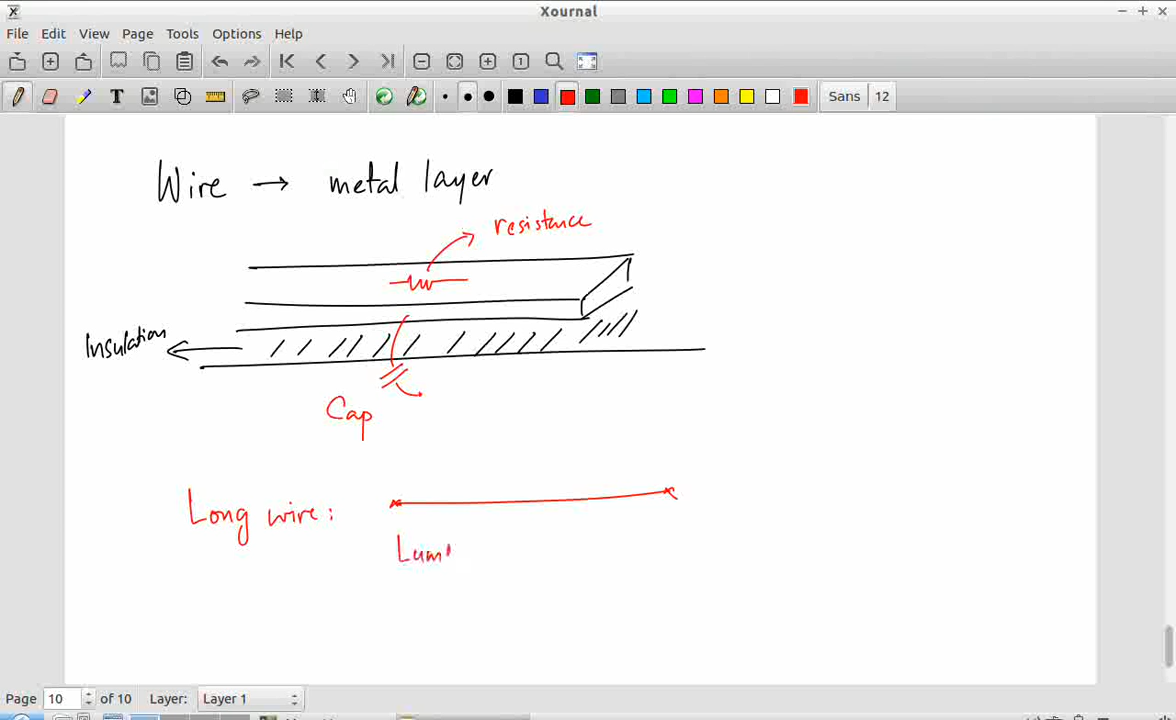 Xournal
File Edit View Page Tools Options Help
Sans 12
Wire → metal layer
resistance
Insulation
Cap
Long wire:
Lum
Page 10 of 10 Layer: Layer 1